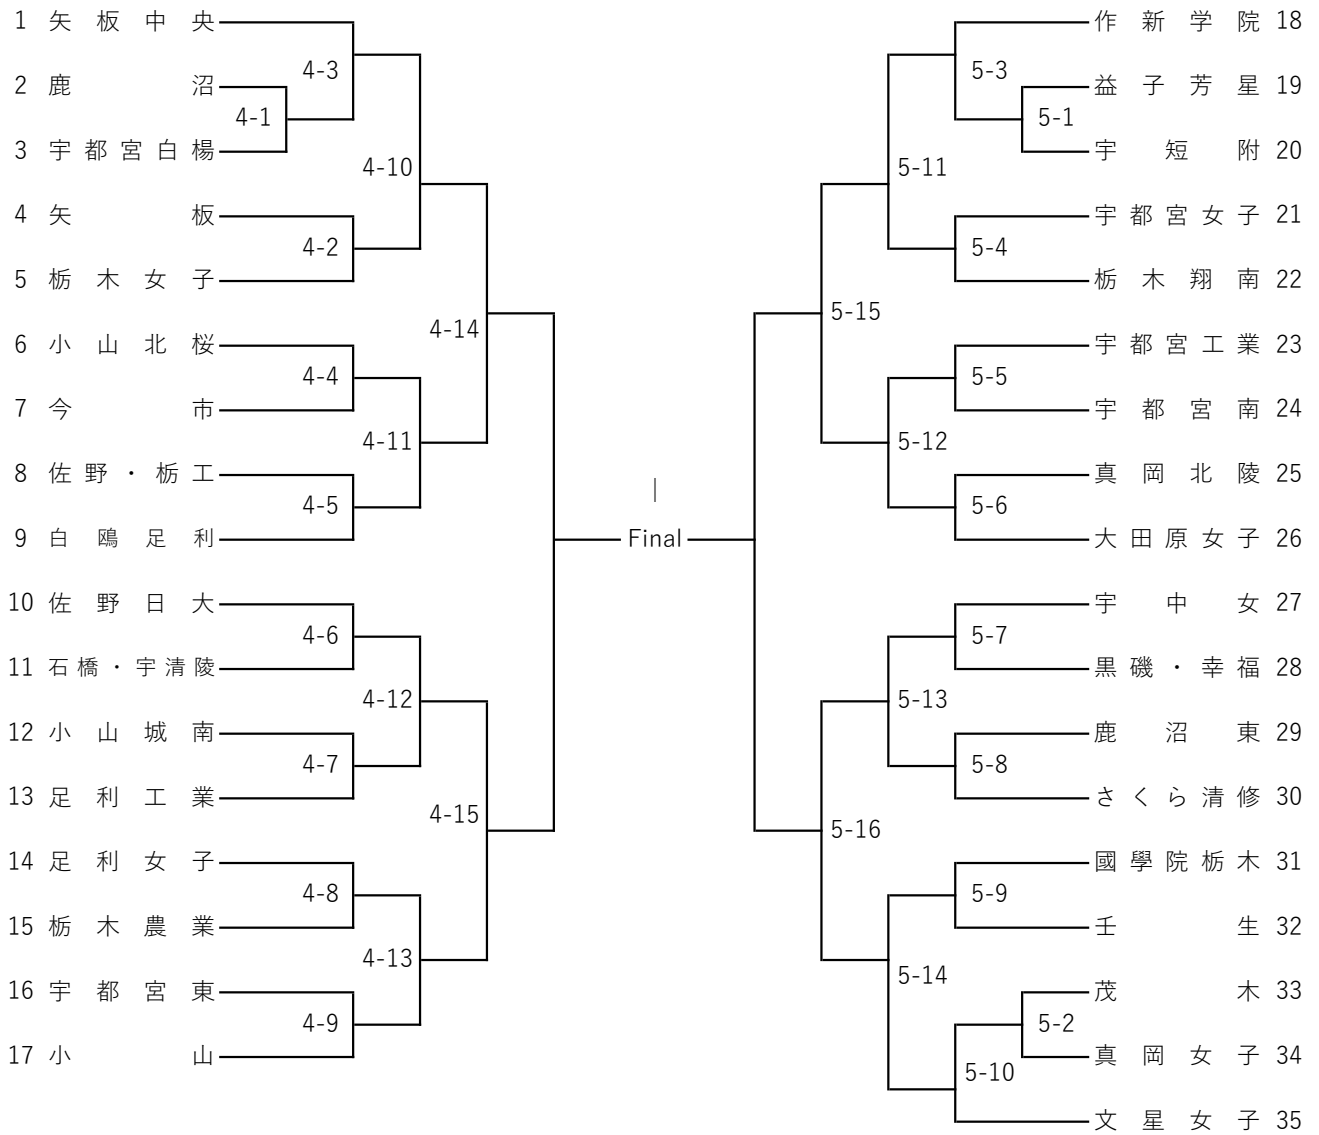 1 矢板中央
4-3
2 鹿沼
4-1
3 宇都宮白楊
4-10
4 矢板
4-2
5 栃木女子
4-14
6 小山北桜
4-4
7 今市
4-11
8 佐野・栃工
4-5
9 白鴎足利
10 佐野日大
4-6
11 石橋・宇清陵
4-12
12 小山城南
4-7
13 足利工業
4-15
14 足利女子
4-8
15 栃木農業
4-13
16 宇都宮東
4-9
17 小山
|
Final
作新学院 18
5-3
益子芳星 19
5-1
宇短附 20
5-11
宇都宮女子 21
5-4
栃木翔南 22
5-15
宇都宮工業 23
5-5
宇都宮南 24
5-12
真岡北陵 25
5-6
大田原女子 26
宇中女 27
5-7
黒磯・幸福 28
5-13
鹿沼東 29
5-8
さくら清修 30
5-16
國學院栃木 31
5-9
壬生 32
5-14
茂木 33
5-2
真岡女子 34
5-10
文星女子 35